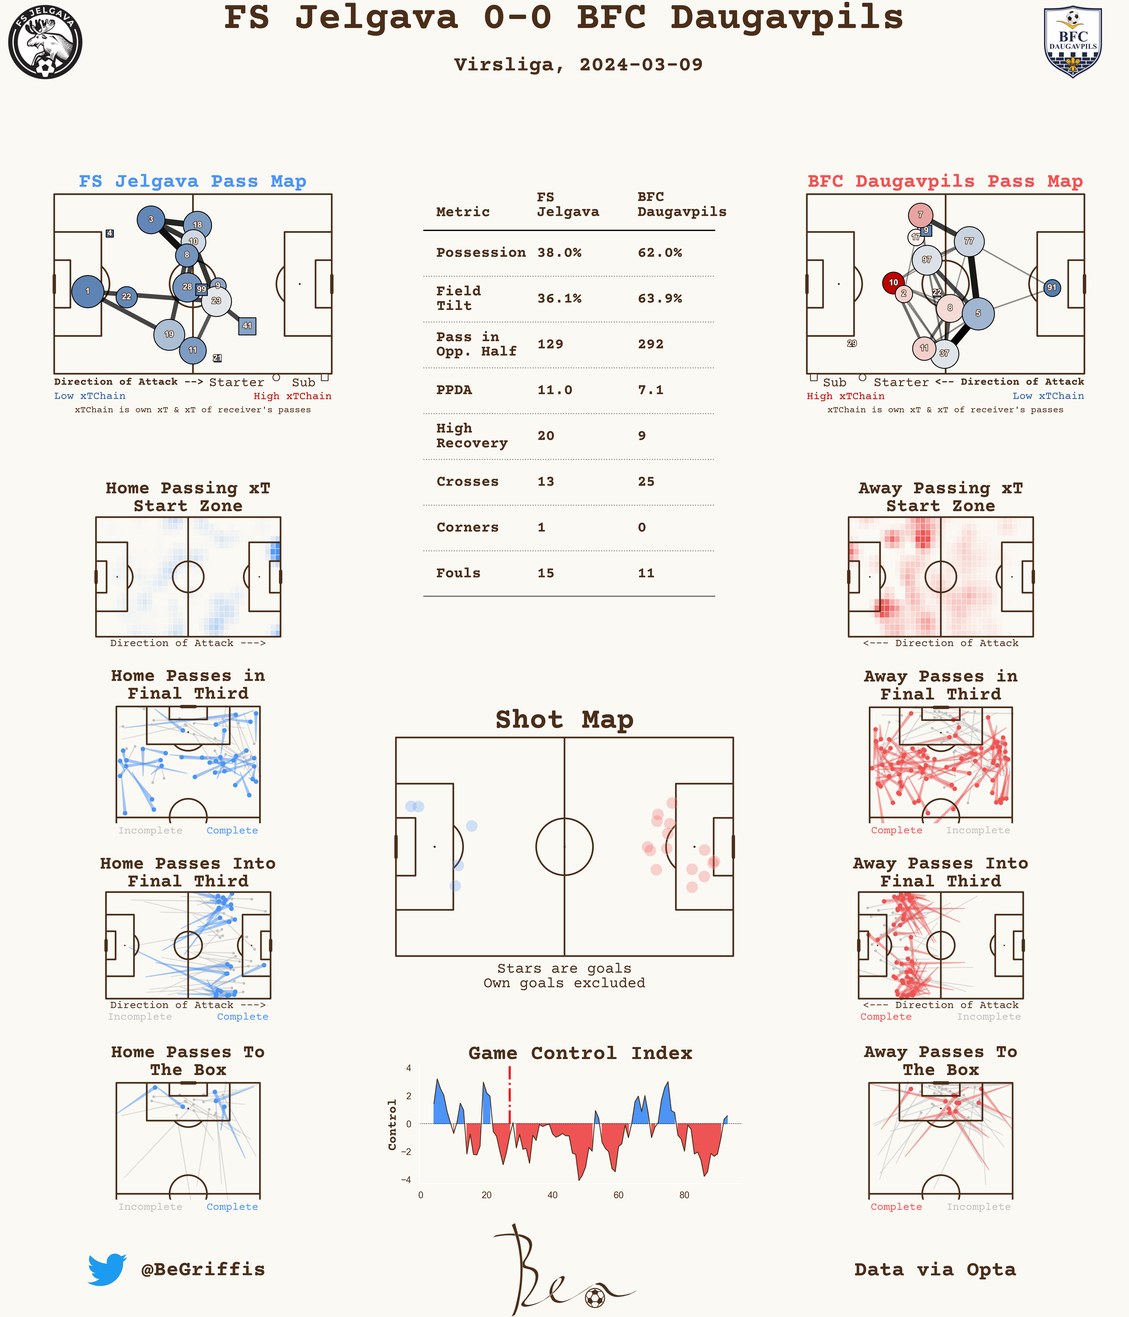 FS Jelgava 0-0 BFC Daugavpils
Virsliga, 2024-03-09
FS JELGAVA
BFC
DAUGAVPILS
FS Jelgava Pass Map
3
4
18
10
8
1
22
28
99
9
23
41
19
11
21
Direction of Attack --> Starter Sub
Low xTChain High xTChain
xTChain is own xT & xT of receiver's passes
Metric FS Jelgava BFC Daugavpils
Possession 38.0% 62.0%
Field Tilt 36.1% 63.9%
Pass in Opp. Half 129 292
PPDA 11.0 7.1
High Recovery 20 9
Crosses 13 25
Corners 1 0
Fouls 15 11
BFC Daugavpils Pass Map
7
17
9
77
97
10
2
22
91
8
5
29
11
37
Sub Starter <-- Direction of Attack
High xTChain Low xTChain
xTChain is own xT & xT of receiver's passes
Home Passing xT
Start Zone
Direction of Attack --->
Away Passing xT
Start Zone
<--- Direction of Attack
Home Passes in
Final Third
Incomplete Complete
Away Passes in
Final Third
Complete Incomplete
Shot Map
Stars are goals
Own goals excluded
Home Passes Into
Final Third
Direction of Attack --->
Incomplete Complete
Away Passes Into
Final Third
<--- Direction of Attack
Complete Incomplete
Home Passes To
The Box
Incomplete Complete
Game Control Index
Control
4
2
0
−2
−4
0 20 40 60 80
Away Passes To
The Box
Complete Incomplete
@BeGriffis
Ben
Data via Opta